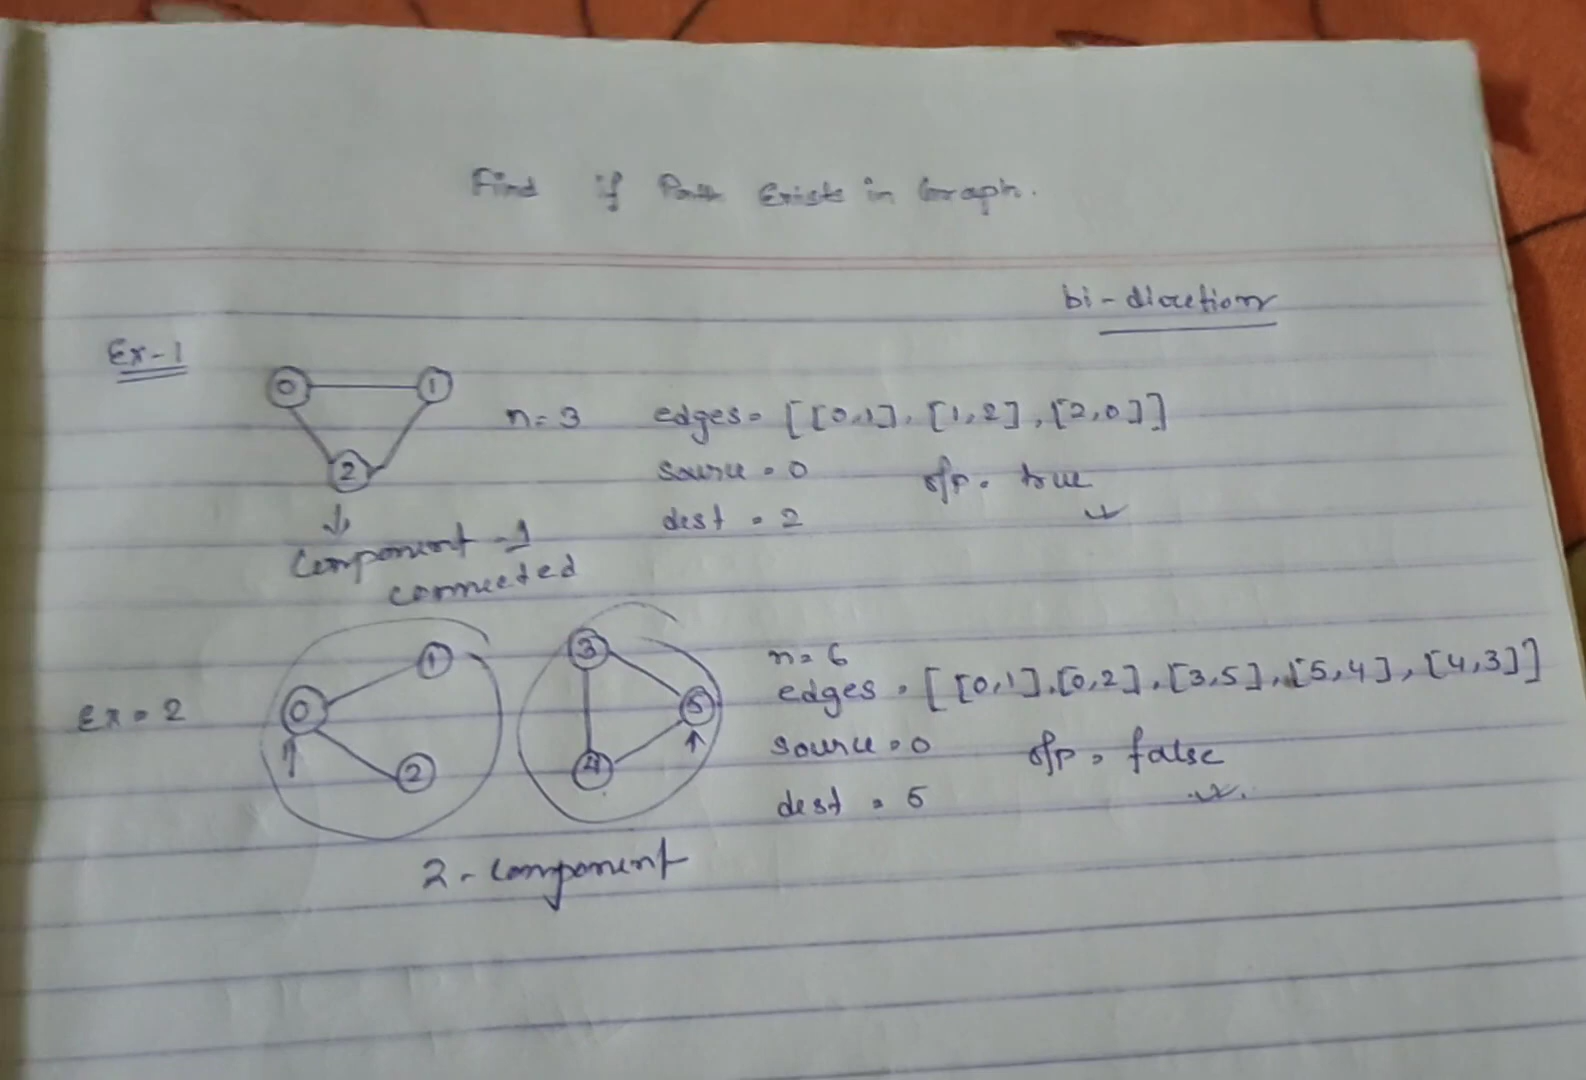 Find if Path Exists in Graph.
bi-direction
Ex-1
0 1
n=3 edges= [[0,1], [1,2], [2,0]]
2
source = 0 o/p = true
dest = 2
Component - 1
connected
3
1
n=6
edges = [[0,1],[0,2],[3,5],[5,4],[4,3]]
Ex=2
0 5
source = 0 o/p = false
2 4
dest = 5
2-component